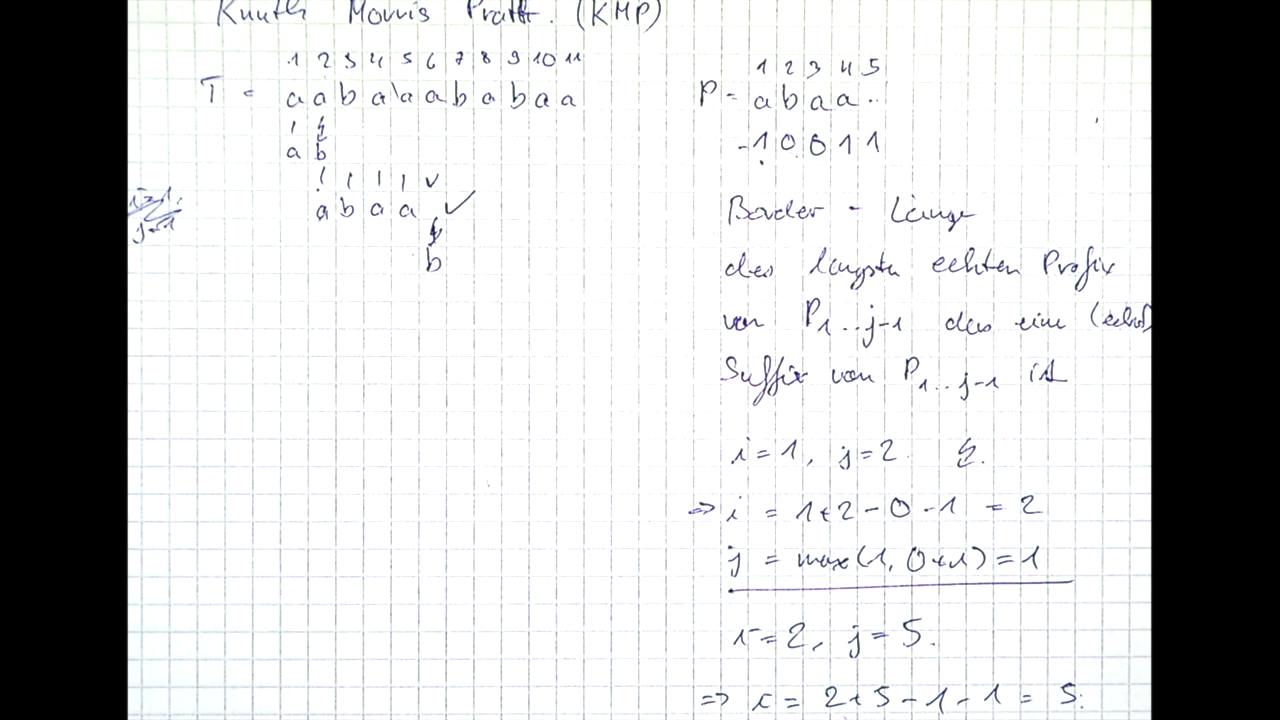 Knuth Morris Pratt. (KMP)
1 2 3 4 5 6 7 8 9 10 11
T = a a b a a a b a b a a
a b
a b a a
b
i=1.
j=1
1 2 3 4 5
P = a b a a ..
-1 0 0 1 1
Border - Länge
des längsten echten Präfix
von P1..j-1 das ein (echtes)
Suffix von P1..j-1 ist
i=1, j=2.
=> i = 1+2-0-1 = 2
j = max(1, 0+1) = 1
i=2, j=5.
=> i = 2+5-1-1 = 5.